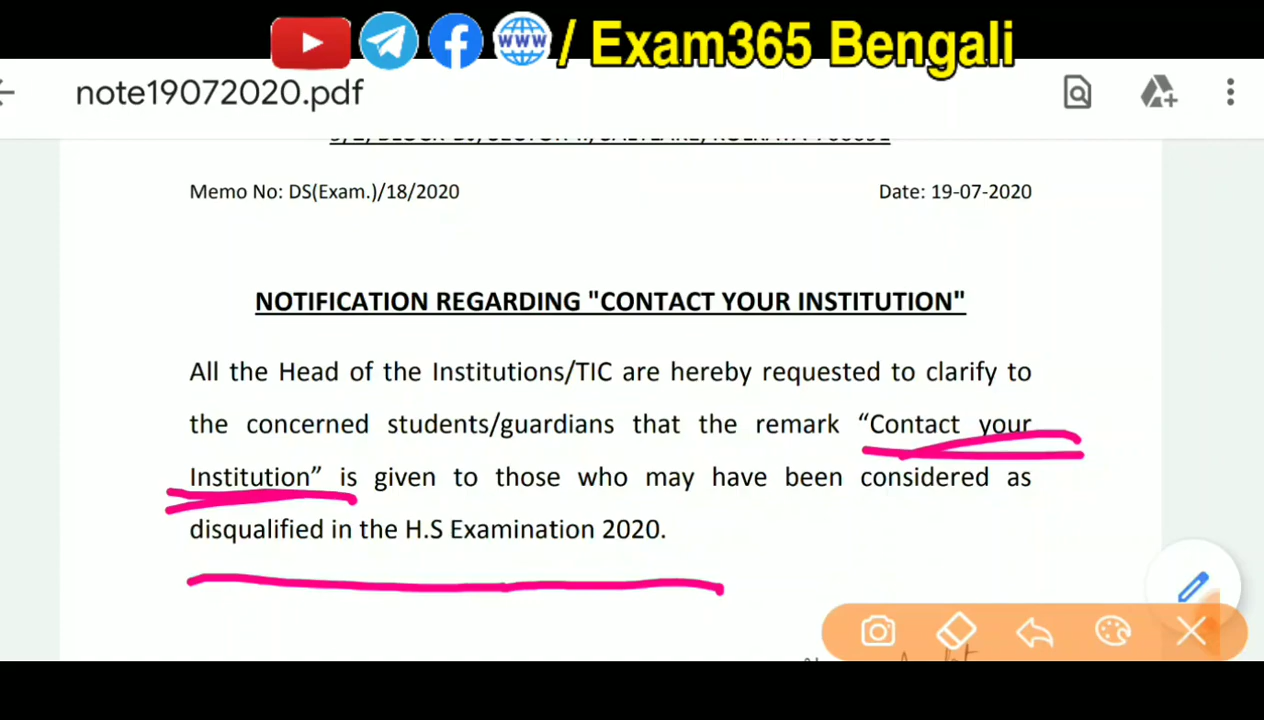 www / Exam365 Bengali
note19072020.pdf
Memo No: DS(Exam.)/18/2020 Date: 19-07-2020
NOTIFICATION REGARDING "CONTACT YOUR INSTITUTION"
All the Head of the Institutions/TIC are hereby requested to clarify to
the concerned students/guardians that the remark “Contact your
Institution” is given to those who may have been considered as
disqualified in the H.S Examination 2020.